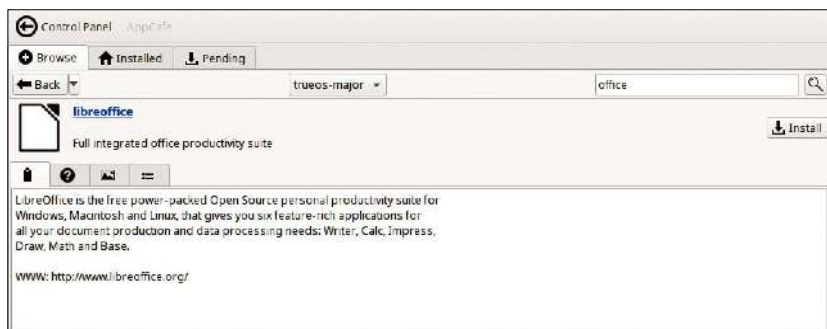 Control Panel AppCafe
Browse Installed Pending
Back trueos-major office
libreoffice
Full integrated office productivity suite
Install
LibreOffice is the free power-packed Open Source personal productivity suite for
Windows, Macintosh and Linux, that gives you six feature-rich applications for
all your document production and data processing needs: Writer, Calc, Impress,
Draw, Math and Base.
WWW: http://www.libreoffice.org/